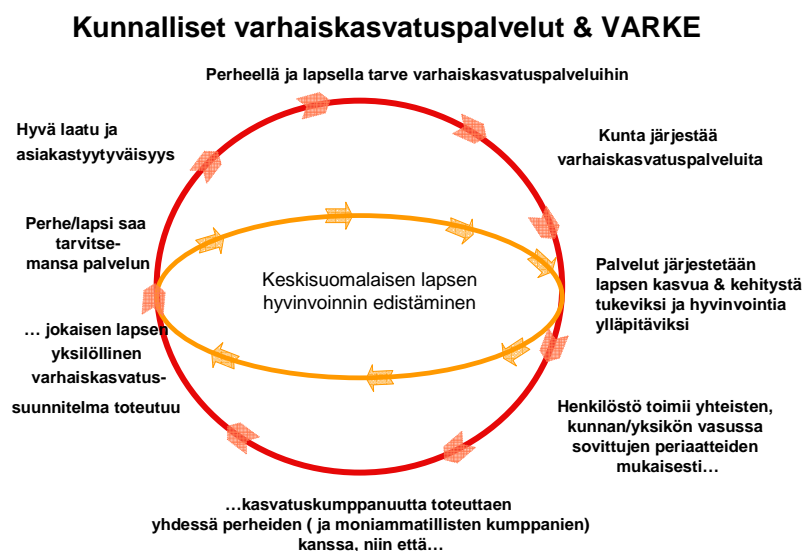 Kunnalliset varhaiskasvatuspalvelut & VARKE
Perheellä ja lapsella tarve varhaiskasvatuspalveluihin
Kunta järjestää
varhaiskasvatuspalveluita
Palvelut järjestetään
lapsen kasvua & kehitystä
tukeviksi ja hyvinvointia
ylläpitäviksi
Henkilöstö toimii yhteisten,
kunnan/yksikön vasussa
sovittujen periaatteiden
mukaisesti…
…kasvatuskumppanuutta toteuttaen
yhdessä perheiden ( ja moniammatillisten kumppanien)
kanssa, niin että…
… jokaisen lapsen
yksilöllinen
varhaiskasvatus-
suunnitelma toteutuu
Perhe/lapsi saa
tarvitse-
mansa palvelun
Hyvä laatu ja
asiakastyytyväisyys
Keskisuomalaisen lapsen
hyvinvoinnin edistäminen